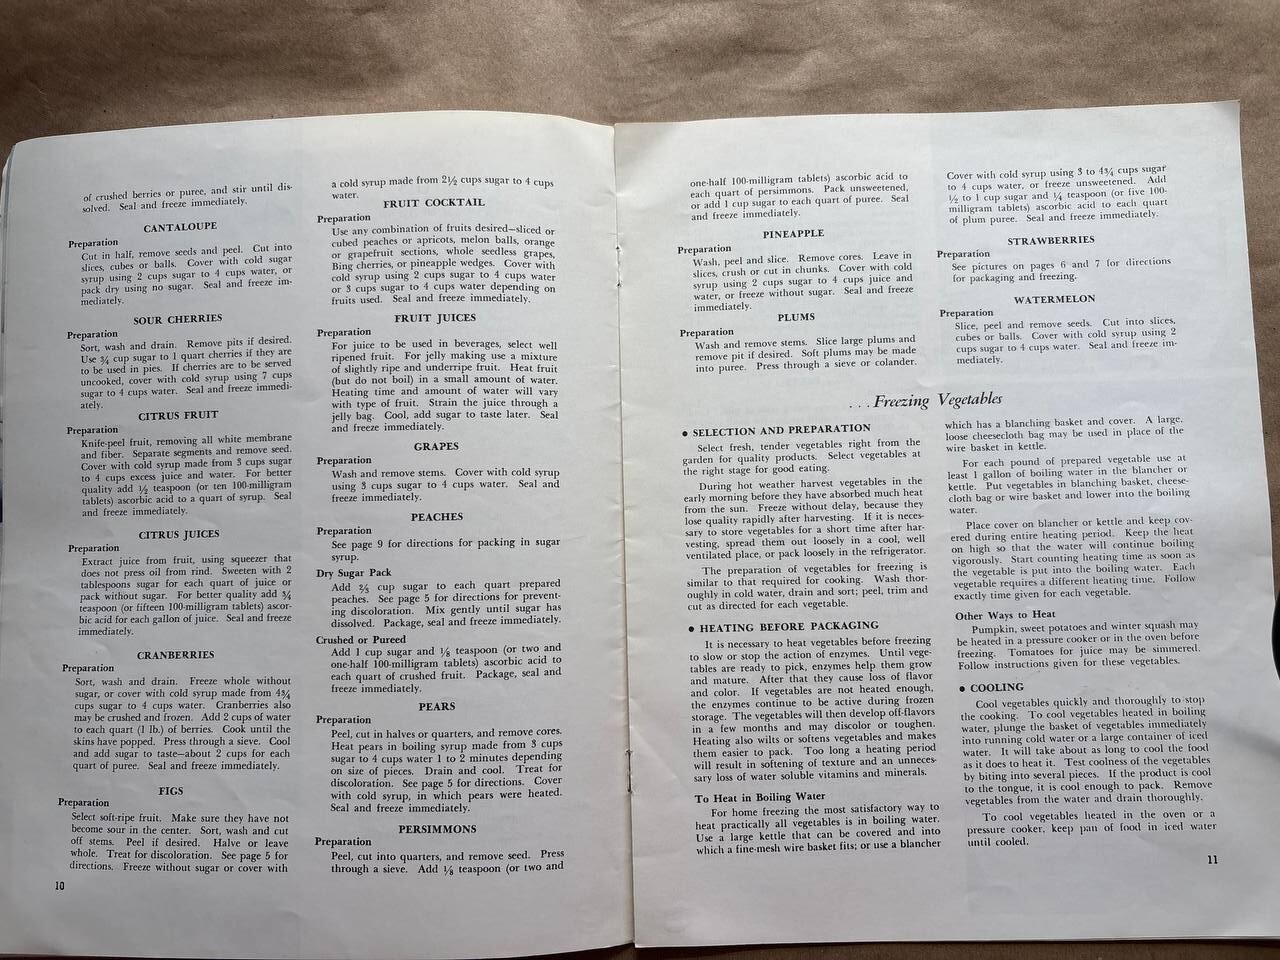 of crushed berries or puree, and stir until dis-
solved. Seal and freeze immediately.
CANTALOUPE
Preparation
Cut in half, remove seeds and peel. Cut into
slices, cubes or balls. Cover with cold sugar
syrup using 2 cups sugar to 4 cups water, or
pack dry using no sugar. Seal and freeze im-
mediately.
SOUR CHERRIES
Preparation
Sort, wash and drain. Remove pits if desired.
Use ¾ cup sugar to 1 quart cherries if they are
to be used in pies. If cherries are to be served
uncooked, cover with cold syrup using 7 cups
sugar to 4 cups water. Seal and freeze immedi-
ately.
CITRUS FRUIT
Preparation
Knife-peel fruit, removing all white membrane
and fiber. Separate segments and remove seed.
Cover with cold syrup made from 3 cups sugar
to 4 cups excess juice and water. For better
quality add ½ teaspoon (or ten 100-milligram
tablets) ascorbic acid to a quart of syrup. Seal
and freeze immediately.
CITRUS JUICES
Preparation
Extract juice from fruit, using squeezer that
does not press oil from rind. Sweeten with 2
tablespoons sugar for each quart of juice or
pack without sugar. For better quality add ¾
teaspoon (or fifteen 100-milligram tablets) ascor-
bic acid for each gallon of juice. Seal and freeze
immediately.
CRANBERRIES
Preparation
Sort, wash and drain. Freeze whole without
sugar, or cover with cold syrup made from 4¾
cups sugar to 4 cups water. Cranberries also
may be crushed and frozen. Add 2 cups of water
to each quart (1 lb.) of berries. Cook until the
skins have popped. Press through a sieve. Cool
and add sugar to taste—about 2 cups for each
quart of puree. Seal and freeze immediately.
FIGS
Preparation
Select soft-ripe fruit. Make sure they have not
become sour in the center. Sort, wash and cut
off stems. Peel if desired. Halve or leave
whole. Treat for discoloration. See page 5 for
directions. Freeze without sugar or cover with
10
a cold syrup made from 2½ cups sugar to 4 cups
water.
FRUIT COCKTAIL
Preparation
Use any combination of fruits desired—sliced or
cubed peaches or apricots, melon balls, orange
or grapefruit sections, whole seedless grapes,
Bing cherries, or pineapple wedges. Cover with
cold syrup using 2 cups sugar to 4 cups water
or 3 cups sugar to 4 cups water depending on
fruits used. Seal and freeze immediately.
FRUIT JUICES
Preparation
For juice to be used in beverages, select well
ripened fruit. For jelly making use a mixture
of slightly ripe and underripe fruit. Heat fruit
(but do not boil) in a small amount of water.
Heating time and amount of water will vary
with type of fruit. Strain the juice through a
jelly bag. Cool, add sugar to taste later. Seal
and freeze immediately.
GRAPES
Preparation
Wash and remove stems. Cover with cold syrup
using 3 cups sugar to 4 cups water. Seal and
freeze immediately.
PEACHES
Preparation
See page 9 for directions for packing in sugar
syrup.
Dry Sugar Pack
Add ⅔ cup sugar to each quart prepared
peaches. See page 5 for directions for prevent-
ing discoloration. Mix gently until sugar has
dissolved. Package, seal and freeze immediately.
Crushed or Pureed
Add 1 cup sugar and ⅛ teaspoon (or two and
one-half 100-milligram tablets) ascorbic acid to
each quart of crushed fruit. Package, seal and
freeze immediately.
PEARS
Preparation
Peel, cut in halves or quarters, and remove cores.
Heat pears in boiling syrup made from 3 cups
sugar to 4 cups water 1 to 2 minutes depending
on size of pieces. Drain and cool. Treat for
discoloration. See page 5 for directions. Cover
with cold syrup, in which pears were heated.
Seal and freeze immediately.
PERSIMMONS
Preparation
Peel, cut into quarters, and remove seed. Press
through a sieve. Add ⅛ teaspoon (or two and
one-half 100-milligram tablets) ascorbic acid to
each quart of persimmons. Pack unsweetened,
or add 1 cup sugar to each quart of puree. Seal
and freeze immediately.
PINEAPPLE
Preparation
Wash, peel and slice. Remove cores. Leave in
slices, crush or cut in chunks. Cover with cold
syrup using 2 cups sugar to 4 cups juice and
water, or freeze without sugar. Seal and freeze
immediately.
PLUMS
Preparation
Wash and remove stems. Slice large plums and
remove pit if desired. Soft plums may be made
into puree. Press through a sieve or colander.
Cover with cold syrup using 3 to 4¾ cups sugar
to 4 cups water, or freeze unsweetened. Add
½ to 1 cup sugar and ¼ teaspoon (or five 100-
milligram tablets) ascorbic acid to each quart
of plum puree. Seal and freeze immediately.
STRAWBERRIES
Preparation
See pictures on pages 6 and 7 for directions
for packaging and freezing.
WATERMELON
Preparation
Slice, peel and remove seeds. Cut into slices,
cubes or balls. Cover with cold syrup using 2
cups sugar to 4 cups water. Seal and freeze im-
mediately.
. . . Freezing Vegetables
• SELECTION AND PREPARATION
Select fresh, tender vegetables right from the
garden for quality products. Select vegetables at
the right stage for good eating.
During hot weather harvest vegetables in the
early morning before they have absorbed much heat
from the sun. Freeze without delay, because they
lose quality rapidly after harvesting. If it is neces-
sary to store vegetables for a short time after har-
vesting, spread them out loosely in a cool, well
ventilated place, or pack loosely in the refrigerator.
The preparation of vegetables for freezing is
similar to that required for cooking. Wash thor-
oughly in cold water, drain and sort; peel, trim and
cut as directed for each vegetable.
• HEATING BEFORE PACKAGING
It is necessary to heat vegetables before freezing
to slow or stop the action of enzymes. Until vege-
tables are ready to pick, enzymes help them grow
and mature. After that they cause loss of flavor
and color. If vegetables are not heated enough,
the enzymes continue to be active during frozen
storage. The vegetables will then develop off-flavors
in a few months and may discolor or toughen.
Heating also wilts or softens vegetables and makes
them easier to pack. Too long a heating period
will result in softening of texture and an unneces-
sary loss of water soluble vitamins and minerals.
To Heat in Boiling Water
For home freezing the most satisfactory way to
heat practically all vegetables is in boiling water.
Use a large kettle that can be covered and into
which a fine-mesh wire basket fits; or use a blancher
which has a blanching basket and cover. A large,
loose cheesecloth bag may be used in place of the
wire basket in kettle.
For each pound of prepared vegetable use at
least 1 gallon of boiling water in the blancher or
kettle. Put vegetables in blanching basket, cheese-
cloth bag or wire basket and lower into the boiling
water.
Place cover on blancher or kettle and keep cov-
ered during entire heating period. Keep the heat
on high so that the water will continue boiling
vigorously. Start counting heating time as soon as
the vegetable is put into the boiling water. Each
vegetable requires a different heating time. Follow
exactly time given for each vegetable.
Other Ways to Heat
Pumpkin, sweet potatoes and winter squash may
be heated in a pressure cooker or in the oven before
freezing. Tomatoes for juice may be simmered.
Follow instructions given for these vegetables.
• COOLING
Cool vegetables quickly and thoroughly to stop
the cooking. To cool vegetables heated in boiling
water, plunge the basket of vegetables immediately
into running cold water or a large container of iced
water. It will take about as long to cool the food
as it does to heat it. Test coolness of the vegetables
by biting into several pieces. If the product is cool
to the tongue, it is cool enough to pack. Remove
vegetables from the water and drain thoroughly.
To cool vegetables heated in the oven or a
pressure cooker, keep pan of food in iced water
until cooled.
11